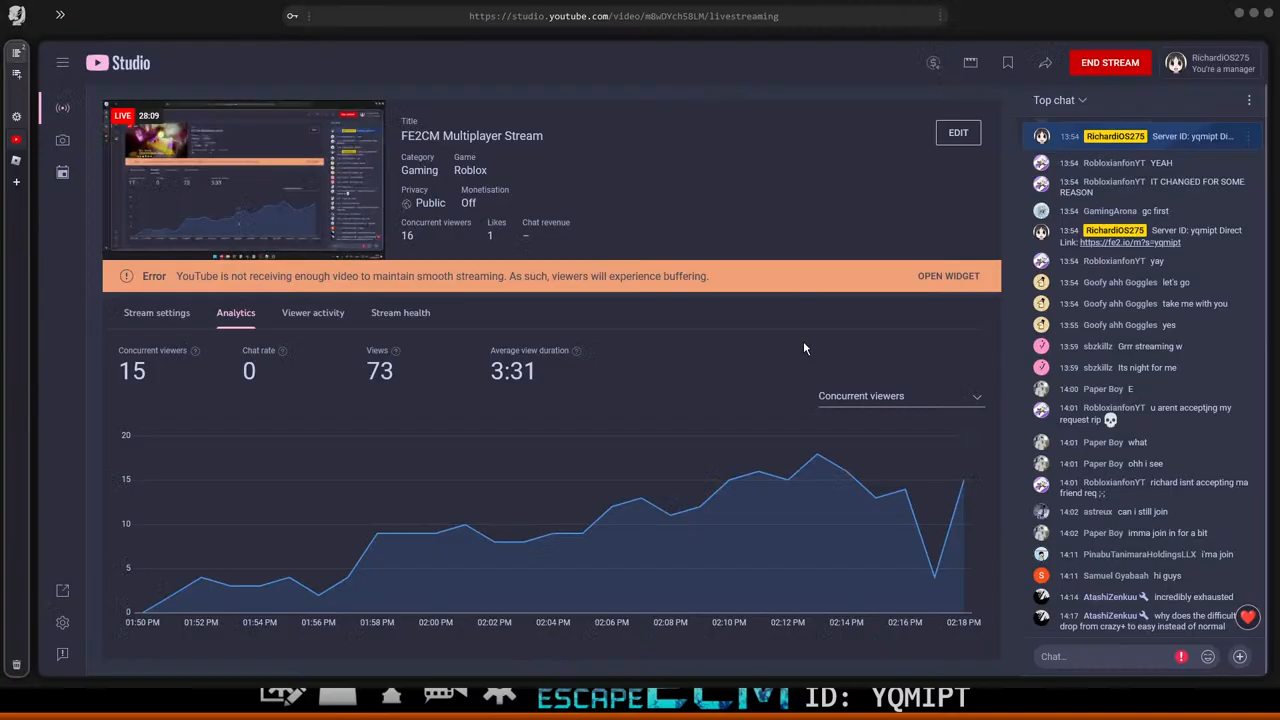 https://studio.youtube.com/video/mBwDYchS8LM/livestreaming
Studio
END STREAM
RichardiOS275
You're a manager
LIVE 28:09
Title
FE2CM Multiplayer Stream
EDIT
Category Game
Gaming Roblox
Privacy Monetisation
Public Off
Concurrent viewers Likes Chat revenue
16 1 –
Error YouTube is not receiving enough video to maintain smooth streaming. As such, viewers will experience buffering. OPEN WIDGET
Stream settings Analytics Viewer activity Stream health
Concurrent viewers Chat rate Views Average view duration
15 0 73 3:31
Concurrent viewers
20
15
10
5
0
01:50 PM 01:52 PM 01:54 PM 01:56 PM 01:58 PM 02:00 PM 02:02 PM 02:04 PM 02:06 PM 02:08 PM 02:10 PM 02:12 PM 02:14 PM 02:16 PM 02:18 PM
Top chat
13:54 RichardiOS275 Server ID: yqmipt Di...
13:54 RobloxianfonYT YEAH
13:54 RobloxianfonYT IT CHANGED FOR SOME
REASON
13:54 GamingArona gc first
13:54 RichardiOS275 Server ID: yqmipt Direct
Link: https://fe2.io/m?s=yqmipt
13:54 RobloxianfonYT yay
13:54 Goofy ahh Goggles let's go
13:54 Goofy ahh Goggles take me with you
13:55 Goofy ahh Goggles yes
13:59 sbzkillz Grrr streaming w
13:59 sbzkillz Its night for me
14:00 Paper Boy E
14:01 RobloxianfonYT u arent acceptjng my
request rip 💀
14:01 Paper Boy what
14:01 Paper Boy ohh i see
14:01 RobloxianfonYT richard isnt accepting ma
friend req ;;
14:02 astreux can i still join
14:02 Paper Boy imma join in for a bit
14:11 PinabuTanimaraHoldingsLLX i'ma join
14:11 Samuel Gyabaah hi guys
14:14 AtashiZenkuu incredibly exhausted
14:17 AtashiZenkuu why does the difficult
drop from crazy+ to easy instead of normal
Chat...
ESCAPE ECM ID: YQMIPT